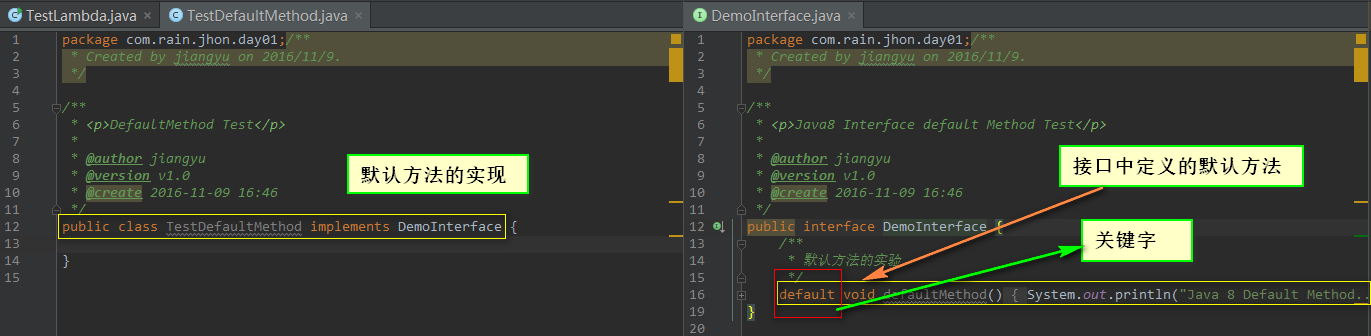 TestLambda.java × TestDefaultMethod.java ×
1 package com.rain.jhon.day01;/**
2 * Created by jiangyu on 2016/11/9.
3 */
4
5 /**
6 * <p>DefaultMethod Test</p>
7 *
8 * @author jiangyu
9 * @version v1.0
10 * @create 2016-11-09 16:46
11 */
12 public class TestDefaultMethod implements DemoInterface {
13
14 }
15
默认方法的实现
DemoInterface.java ×
1 package com.rain.jhon.day01;/**
2 * Created by jiangyu on 2016/11/9.
3 */
4
5 /**
6 * <p>Java8 Interface default Method Test</p>
7 *
8 * @author jiangyu
9 * @version v1.0
10 * @create 2016-11-09 16:46
11 */
12 public interface DemoInterface {
13 /**
14 * 默认方法的实验
15 */
16 default void defaultMethod() { System.out.println("Java 8 Default Method..
19 }
20
接口中定义的默认方法
关键字